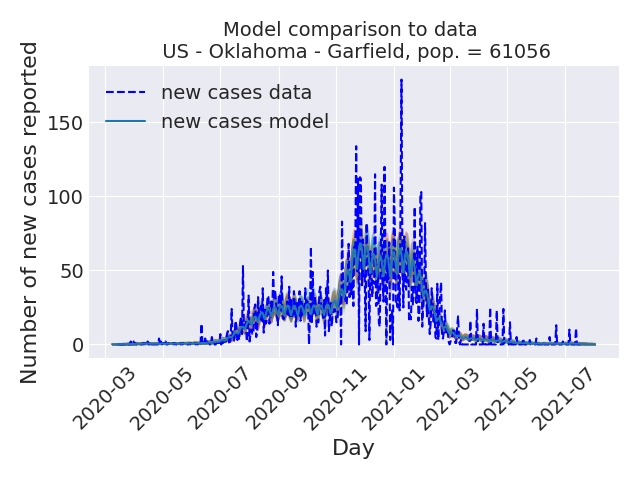 Model comparison to data
US - Oklahoma - Garfield, pop. = 61056
Number of new cases reported
new cases data
new cases model
150
100
50
0
2020-03
2020-05
2020-07
2020-09
2020-11
2021-01
2021-03
2021-05
2021-07
Day